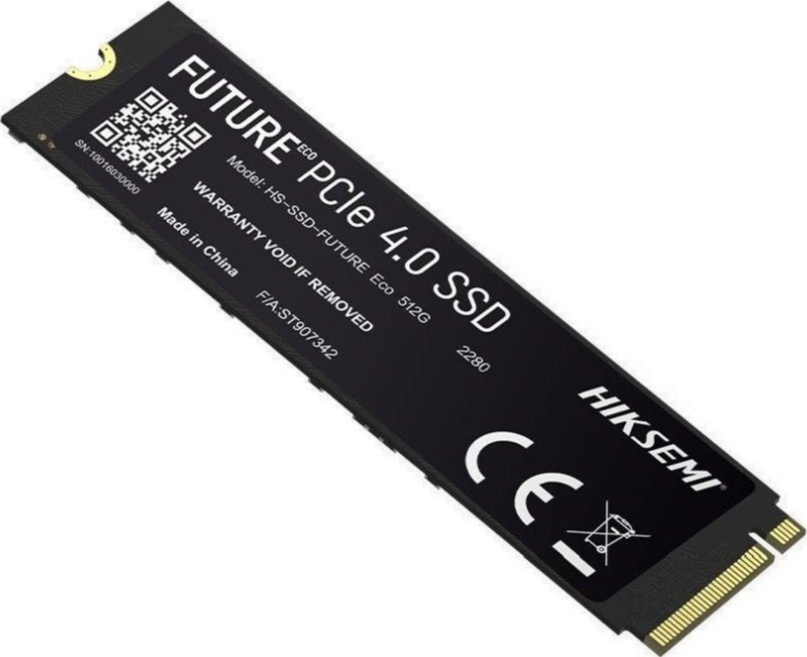 FUTURE ECO PCIe 4.0 SSD
SN:10016030000
Model: HS-SSD-FUTURE Eco 512G 2280
WARRANTY VOID IF REMOVED
Made in China
F/A:ST907342
HIKSEMI®
CE